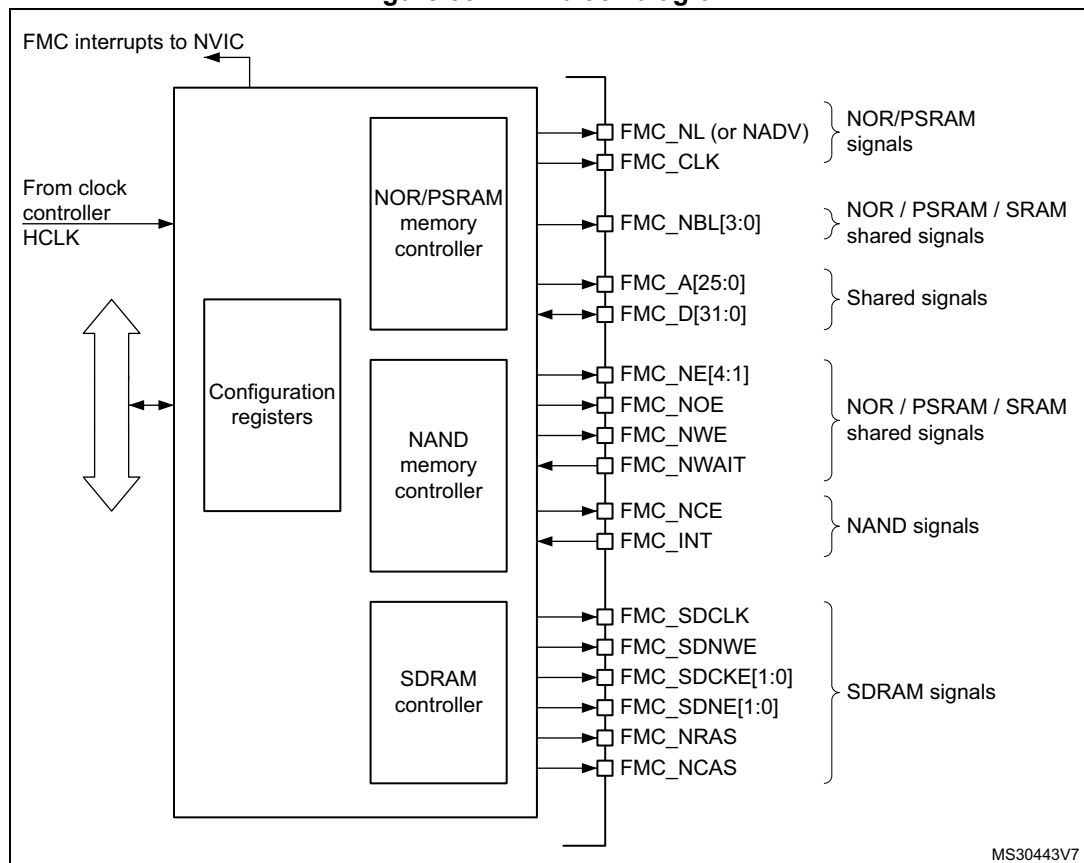 FMC interrupts to NVIC
From clock
controller
HCLK
Configuration
registers
NOR/PSRAM
memory
controller
NAND
memory
controller
SDRAM
controller
FMC_NL (or NADV)
FMC_CLK
FMC_NBL[3:0]
FMC_A[25:0]
FMC_D[31:0]
FMC_NE[4:1]
FMC_NOE
FMC_NWE
FMC_NWAIT
FMC_NCE
FMC_INT
FMC_SDCLK
FMC_SDNWE
FMC_SDCKE[1:0]
FMC_SDNE[1:0]
FMC_NRAS
FMC_NCAS
NOR/PSRAM
signals
NOR / PSRAM / SRAM
shared signals
Shared signals
NOR / PSRAM / SRAM
shared signals
NAND signals
SDRAM signals
MS30443V7